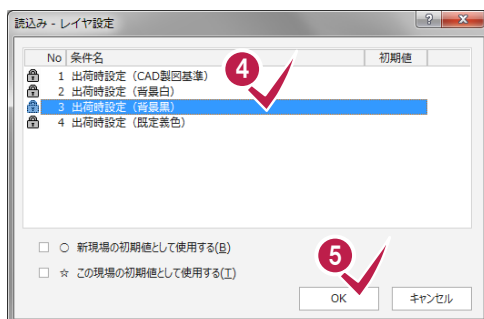 読込み - レイヤ設定
No 条件名 初期値
1 出荷時設定（CAD製図基準）
2 出荷時設定（背景白）
3 出荷時設定（背景黒）
4 出荷時設定（既定義色）
4
○ 新現場の初期値として使用する(B)
☆ この現場の初期値として使用する(T)
5
OK キャンセル